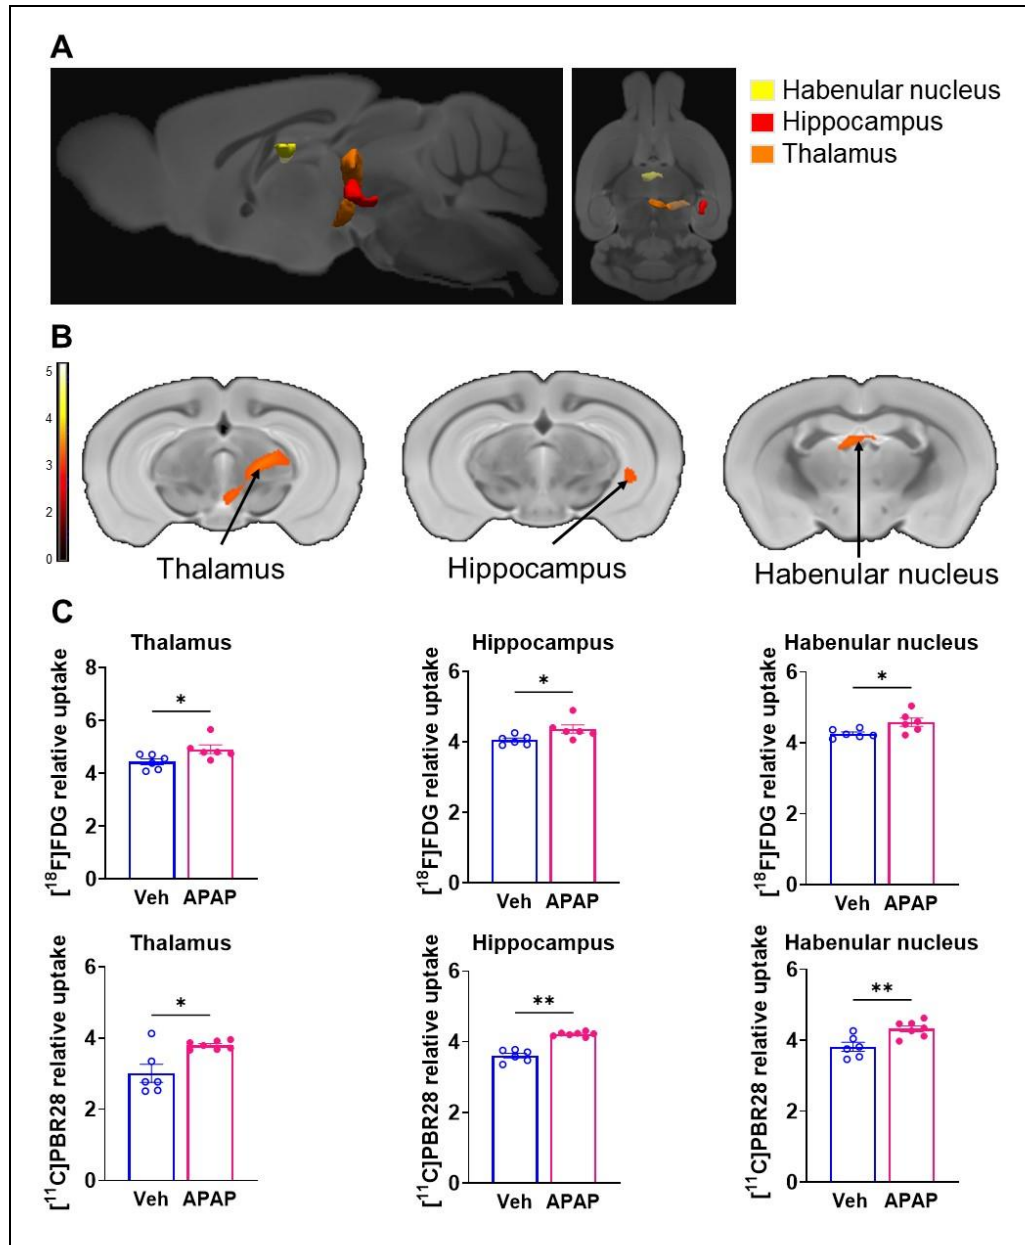 A
Habenular nucleus
Hippocampus
Thalamus
B
5
4
3
2
0
Thalamus
Hippocampus
Habenular nucleus
C
Thalamus
[¹⁸F]FDG relative uptake
8
6
4
2
0
*
Veh APAP
Hippocampus
[¹⁸F]FDG relative uptake
6
4
2
0
*
Veh APAP
Habenular nucleus
[¹⁸F]FDG relative uptake
6
4
2
0
*
Veh APAP
Thalamus
[¹¹C]PBR28 relative uptake
6
4
2
0
*
Veh APAP
Hippocampus
[¹¹C]PBR28 relative uptake
6
4
2
0
**
Veh APAP
Habenular nucleus
[¹¹C]PBR28 relative uptake
6
4
2
0
**
Veh APAP